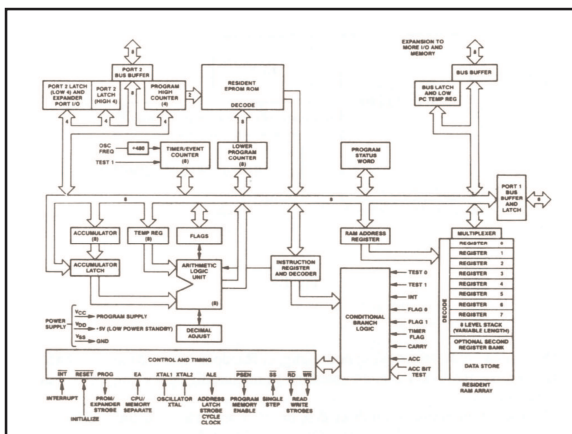 EXPANSION TO
MORE I/O AND
MEMORY
8
8
PORT 2
BUS BUFFER
BUS BUFFER
PORT 2 LATCH
(LOW 4) AND
EXPANDER
PORT I/O
PORT 2
LATCH
(HIGH 4)
PROGRAM
HIGH
COUNTER
(4)
2
RESIDENT
EPROM ROM
DECODE
BUS LATCH
AND LOW
PC TEMP REG
4
4
8
4
8
8
OSC
FREQ
÷480
TEST 1
TIMER/EVENT
COUNTER
(8)
LOWER
PROGRAM
COUNTER
(8)
PROGRAM
STATUS
WORD
8
8
PORT 1
BUS
BUFFER
AND
LATCH
8
ACCUMULATOR
(8)
TEMP REG
(8)
FLAGS
RAM ADDRESS
REGISTER
MULTIPLEXER
ACCUMULATOR
LATCH
ARITHMETIC
LOGIC
UNIT
(8)
INSTRUCTION
REGISTER
AND DECODER
DECODE
REGISTER 0
REGISTER 1
REGISTER 2
REGISTER 3
REGISTER 4
REGISTER 5
REGISTER 6
REGISTER 7
8 LEVEL STACK
(VARIABLE LENGTH)
OPTIONAL SECOND
REGISTER BANK
DATA STORE
RESIDENT
RAM ARRAY
CONDITIONAL
BRANCH
LOGIC
TEST 0
TEST 1
INT
FLAG 0
FLAG 1
TIMER
FLAG
CARRY
ACC
ACC BIT
TEST
POWER
SUPPLY
VCC PROGRAM SUPPLY
VDD +5V (LOW POWER STANDBY)
VSS GND
DECIMAL
ADJUST
CONTROL AND TIMING
INT RESET PROG EA XTAL1 XTAL2 ALE PSEN SS RD WR
INTERRUPT
INITIALIZE
PROM/
EXPANDER
STROBE
CPU/
MEMORY
SEPARATE
OSCILLATOR
XTAL
ADDRESS
LATCH
STROBE
CYCLE
CLOCK
PROGRAM
MEMORY
ENABLE
SINGLE
STEP
READ
WRITE
STROBES